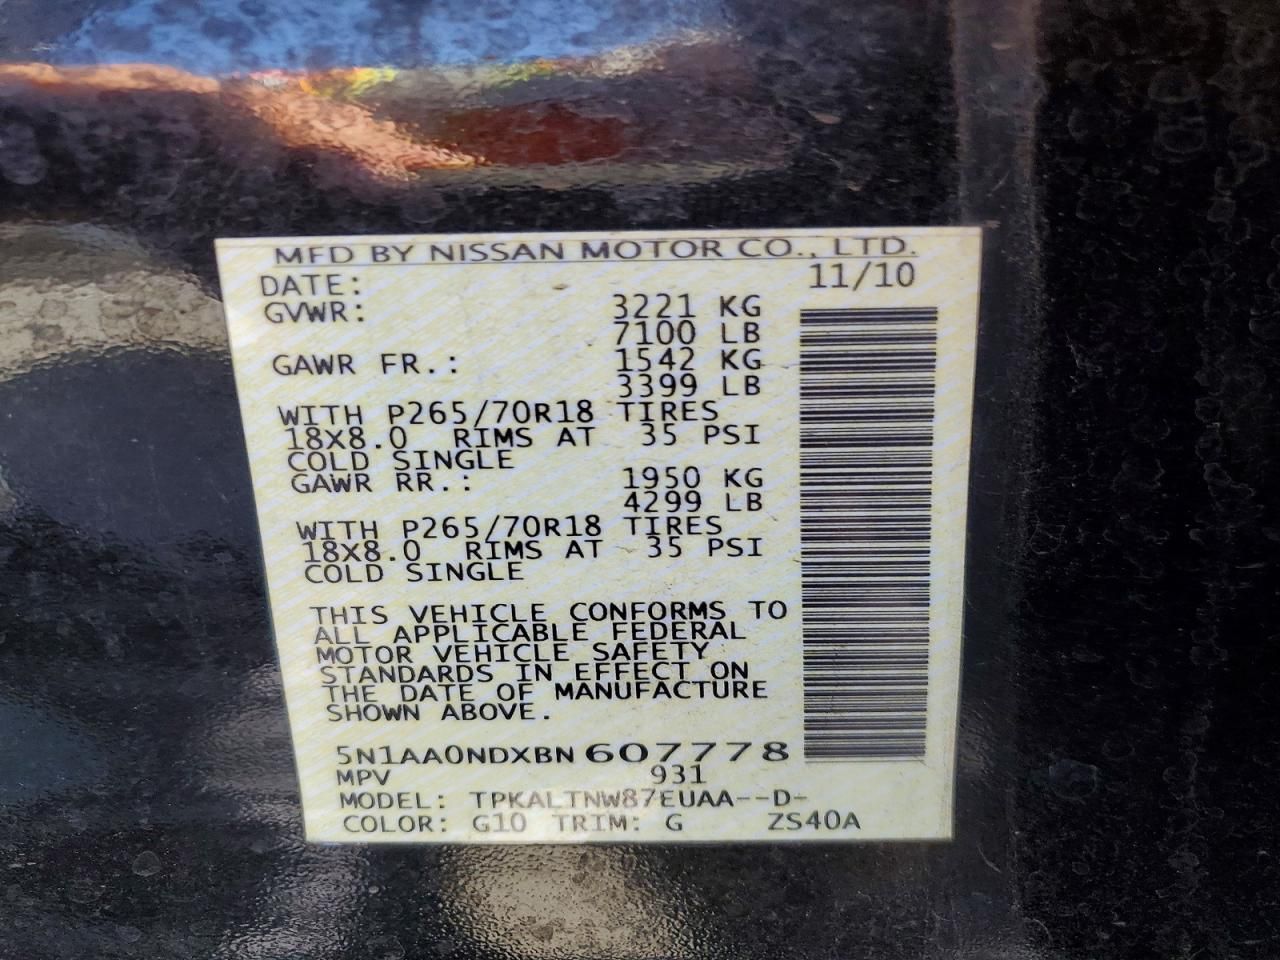 MFD BY NISSAN MOTOR CO., LTD.
DATE: 11/10
GVWR: 3221 KG
7100 LB
GAWR FR.: 1542 KG
3399 LB
WITH P265/70R18 TIRES
18X8.0 RIMS AT 35 PSI
COLD SINGLE
GAWR RR.: 1950 KG
4299 LB
WITH P265/70R18 TIRES
18X8.0 RIMS AT 35 PSI
COLD SINGLE
THIS VEHICLE CONFORMS TO
ALL APPLICABLE FEDERAL
MOTOR VEHICLE SAFETY
STANDARDS IN EFFECT ON
THE DATE OF MANUFACTURE
SHOWN ABOVE.
5N1AA0NDXBN607778
MPV 931
MODEL: TPKALTNW87EUAA--D-
COLOR: G10 TRIM: G ZS40A